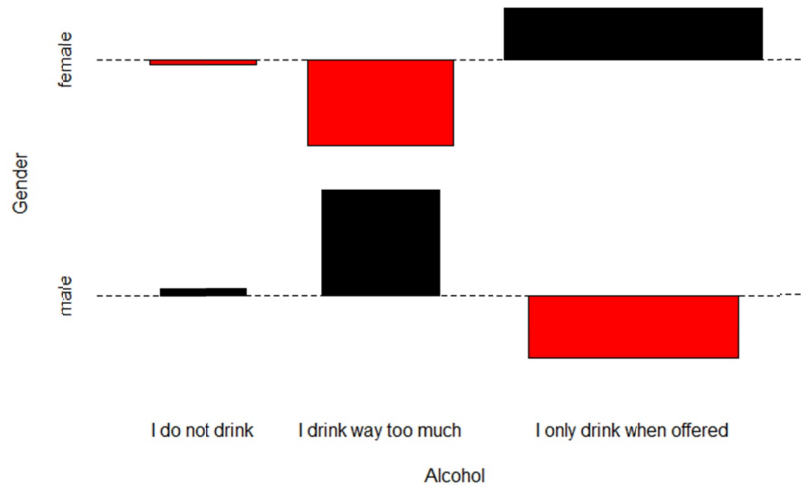 female
Gender
male
I do not drink
I drink way too much
I only drink when offered
Alcohol